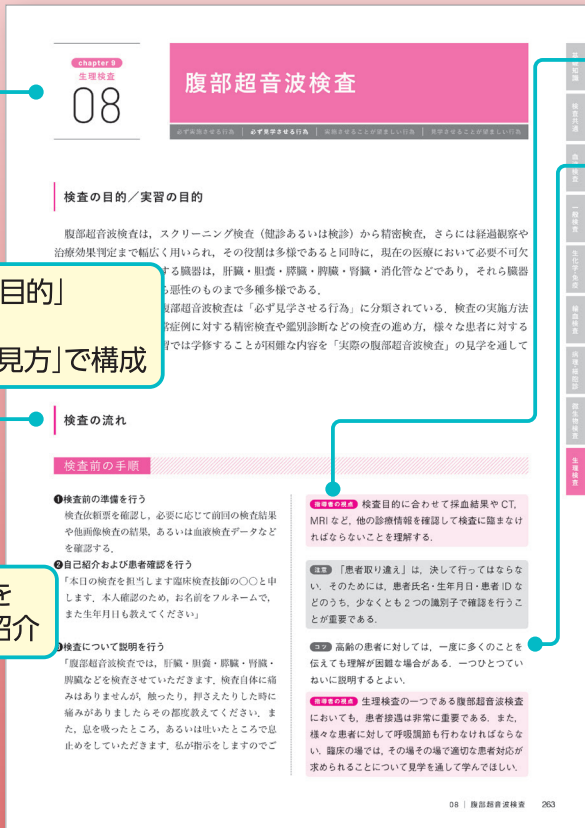 chapter 9
生理検査
08
腹部超音波検査
必ず実施させる行為 | 必ず見学させる行為 | 実施させることが望ましい行為 | 見学させることが望ましい行為
検査の目的／実習の目的
腹部超音波検査は，スクリーニング検査（健診あるいは検診）から精密検査，さらには経過観察や
治療効果判定まで幅広く用いられ，その役割は多様であると同時に，現在の医療において必要不可欠
する臓器は，肝臓・胆嚢・膵臓・脾臓・腎臓・消化管などであり，それら臓器
ら悪性のものまで多種多様である．
腹部超音波検査は「必ず見学させる行為」に分類されている．検査の実施方法
常症例に対する精密検査や鑑別診断などの検査の進め方，様々な患者に対する
習では学修することが困難な内容を「実際の腹部超音波検査」の見学を通して
目的」
見方」で構成
検査の流れ
検査前の手順
❶検査前の準備を行う
検査依頼票を確認し，必要に応じて前回の検査結果
や他画像検査の結果，あるいは血液検査データなど
を確認する．
❷自己紹介および患者確認を行う
「本日の検査を担当します臨床検査技師の〇〇と申
します．本人確認のため，お名前をフルネームで，
また生年月日も教えてください」
を
紹介
検査について説明を行う
「腹部超音波検査では，肝臓・胆嚢・膵臓・腎臓・
脾臓などを検査させていただきます．検査自体に痛
みはありませんが，触ったり，押さえたりした時に
痛みがありましたらその都度教えてください．ま
た，息を吸ったところ，あるいは吐いたところで息
止めをしていただきます．私が指示をしますのでご
指導者の視点 検査目的に合わせて採血結果や CT，
MRI など，他の診療情報を確認して検査に臨まなけ
ればならないことを理解する．
注意 「患者取り違え」は，決して行ってはならな
い．そのためには，患者氏名・生年月日・患者 ID な
どのうち，少なくとも 2 つの識別子で確認を行うこ
とが重要である．
コツ 高齢の患者に対しては，一度に多くのことを
伝えても理解が困難な場合がある．一つひとつてい
ねいに説明するとよい．
指導者の視点 生理検査の一つである腹部超音波検査
においても，患者接遇は非常に重要である．また，
様々な患者に対して呼吸調節も行わなければならな
い．臨床の場では，その場その場で適切な患者対応が
求められることについて見学を通して学んでほしい．
検査共通
一般検査
生化学・免疫
輸血検査
病理・細胞診
微生物検査
生理検査
08 | 腹部超音波検査 263